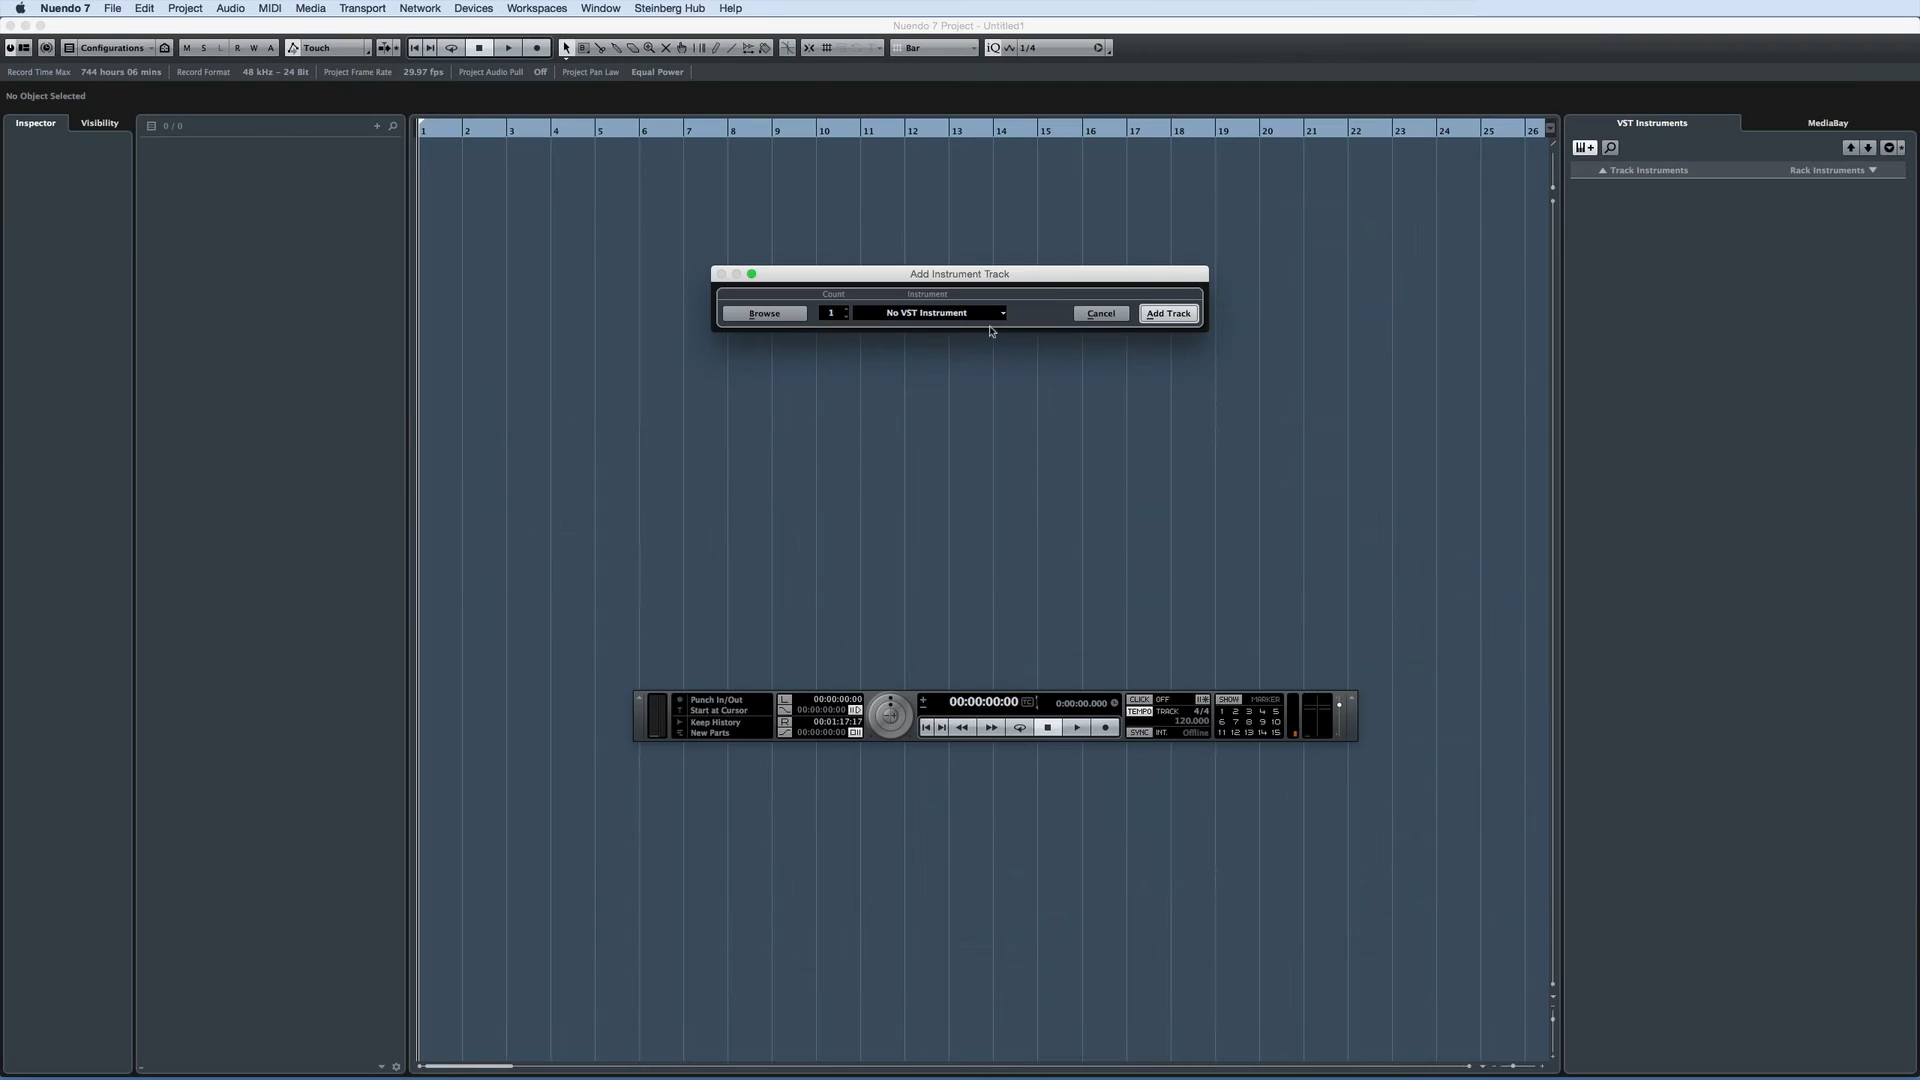 Nuendo 7 File Edit Project Audio MIDI Media Transport Network Devices Workspaces Window Steinberg Hub Help
Nuendo 7 Project - Untitled1
Configurations M S L R W A Touch Bar iQ 1/4
Record Time Max 744 hours 06 mins Record Format 48 kHz - 24 Bit Project Frame Rate 29.97 fps Project Audio Pull Off Project Pan Law Equal Power
No Object Selected
Inspector Visibility 0 / 0
1 2 3 4 5 6 7 8 9 10 11 12 13 14 15 16 17 18 19 20 21 22 23 24 25 26
VST Instruments MediaBay
Track Instruments Rack Instruments
Add Instrument Track
Count Instrument
Browse 1 No VST Instrument Cancel Add Track
Punch In/Out L 00:00:00:00 00:00:00:00 TC 0:00:00.000 CLICK OFF SHOW MARKER
Start at Cursor 00:00:00:00 TEMPO TRACK 4/4 1 2 3 4 5
Keep History R 00:01:17:17 120.000 6 7 8 9 10
New Parts 00:00:00:00 SYNC INT. Offline 11 12 13 14 15